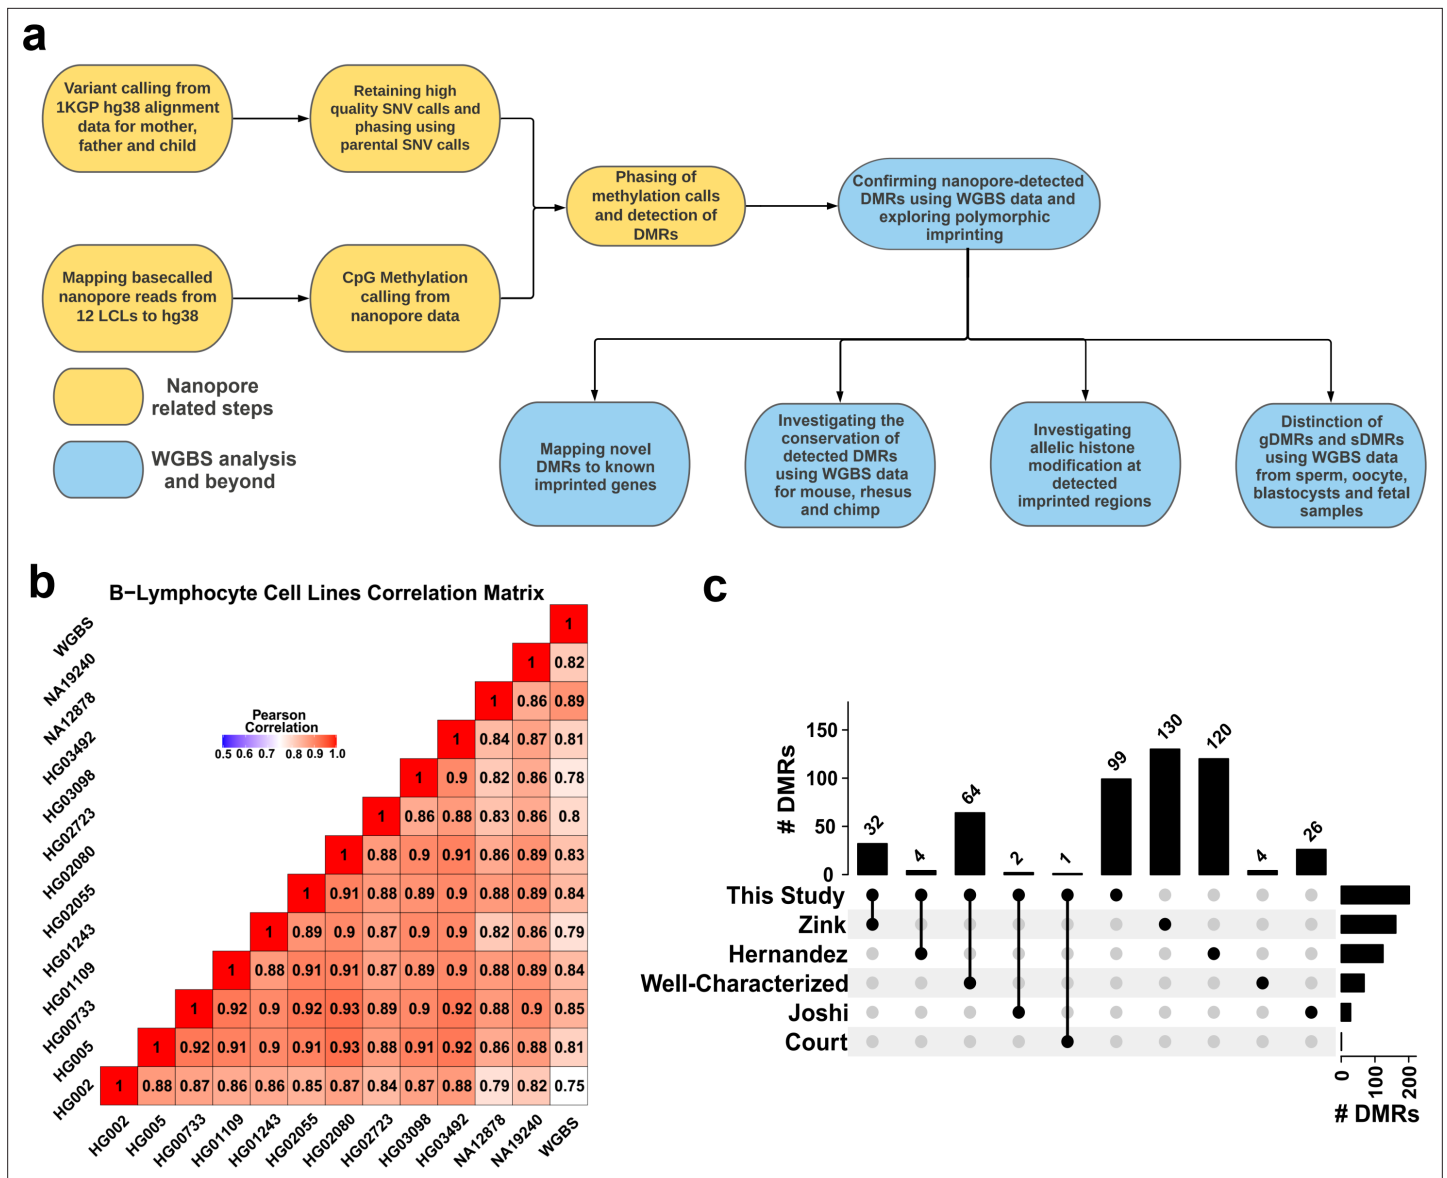 a
Variant calling from
1KGP hg38 alignment
data for mother,
father and child
Retaining high
quality SNV calls and
phasing using
parental SNV calls
Mapping basecalled
nanopore reads from
12 LCLs to hg38
CpG Methylation
calling from
nanopore data
Phasing of
methylation calls
and detection of
DMRs
Confirming nanopore-detected
DMRs using WGBS data and
exploring polymorphic
imprinting
Nanopore
related steps
WGBS analysis
and beyond
Mapping novel
DMRs to known
imprinted genes
Investigating the
conservation of
detected DMRs
using WGBS data
for mouse, rhesus
and chimp
Investigating
allelic histone
modification at
detected
imprinted regions
Distinction of
gDMRs and sDMRs
using WGBS data
from sperm, oocyte,
blastocysts and fetal
samples
b
B−Lymphocyte Cell Lines Correlation Matrix
Pearson
Correlation
0.5 0.6 0.7 0.8 0.9 1.0
WGBS 1
NA19240 1 0.82
NA12878 1 0.86 0.89
HG03492 1 0.84 0.87 0.81
HG03098 1 0.9 0.82 0.86 0.78
HG02723 1 0.86 0.88 0.83 0.86 0.8
HG02080 1 0.88 0.9 0.91 0.86 0.89 0.83
HG02055 1 0.91 0.88 0.89 0.9 0.88 0.89 0.84
HG01243 1 0.89 0.9 0.87 0.9 0.9 0.82 0.86 0.79
HG01109 1 0.88 0.91 0.91 0.87 0.89 0.9 0.88 0.89 0.84
HG00733 1 0.92 0.9 0.92 0.93 0.89 0.9 0.92 0.88 0.9 0.85
HG005 1 0.92 0.91 0.9 0.91 0.93 0.88 0.91 0.92 0.86 0.88 0.81
HG002 1 0.88 0.87 0.86 0.86 0.85 0.87 0.84 0.87 0.88 0.79 0.82 0.75
HG002 HG005 HG00733 HG01109 HG01243 HG02055 HG02080 HG02723 HG03098 HG03492 NA12878 NA19240 WGBS
c
# DMRs
150
100
50
0
32 4 64 2 1 99 130 120 4 26
This Study
Zink
Hernandez
Well-Characterized
Joshi
Court
0 100 200
# DMRs